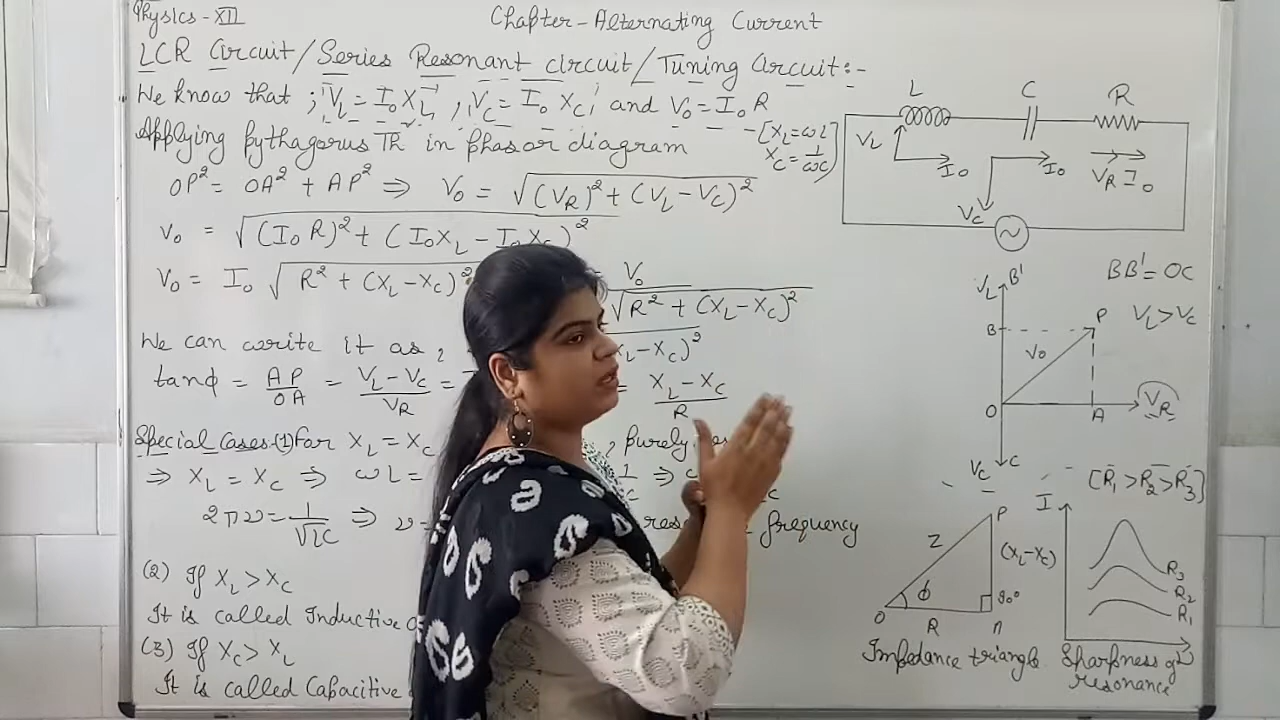 Physics - XII
Chapter - Alternating Current
LCR Circuit/Series Resonant circuit/Tuning Circuit:-
We know that ; V_L = I_0 X_L, V_C = I_0 X_C, and V_0 = I_0 R
[X_L = ωL
X_C = 1/ωC]
Applying pythagorus Th in phasor diagram
OP² = OA² + AP² ⇒ V_0 = √((V_R)² + (V_L - V_C)²)
V_0 = √((I_0 R)² + (I_0 X_L - I_0 X_C)²)
V_0 = I_0 √(R² + (X_L - X_C)²
= V_0/√(R² + (X_L - X_C)²)
We can write it as,
- X_C)²
tanφ = AP/OA = (V_L - V_C)/V_R =
= (X_L - X_C)/R
Special Cases (1) For X_L = X_C
, purely
⇒ X_L = X_C ⇒ ωL =
⇒
2πν = 1/√LC ⇒ ν =
frequency
(2) If X_L > X_C
It is called Inductive
(3) If X_C > X_L
It is called Capacitive
L C R
V_L I_0 I_0 V_R I_0
V_C
~
V_L B' BB' = OC
V_L > V_C
B P
V_0
O A V_R
V_C C
[R_1 > R_2 > R_3]
P I
Z (X_L - X_C)
R_3
φ 90° R_2
O R n R_1
Impedance triangle
Sharpness of
resonance